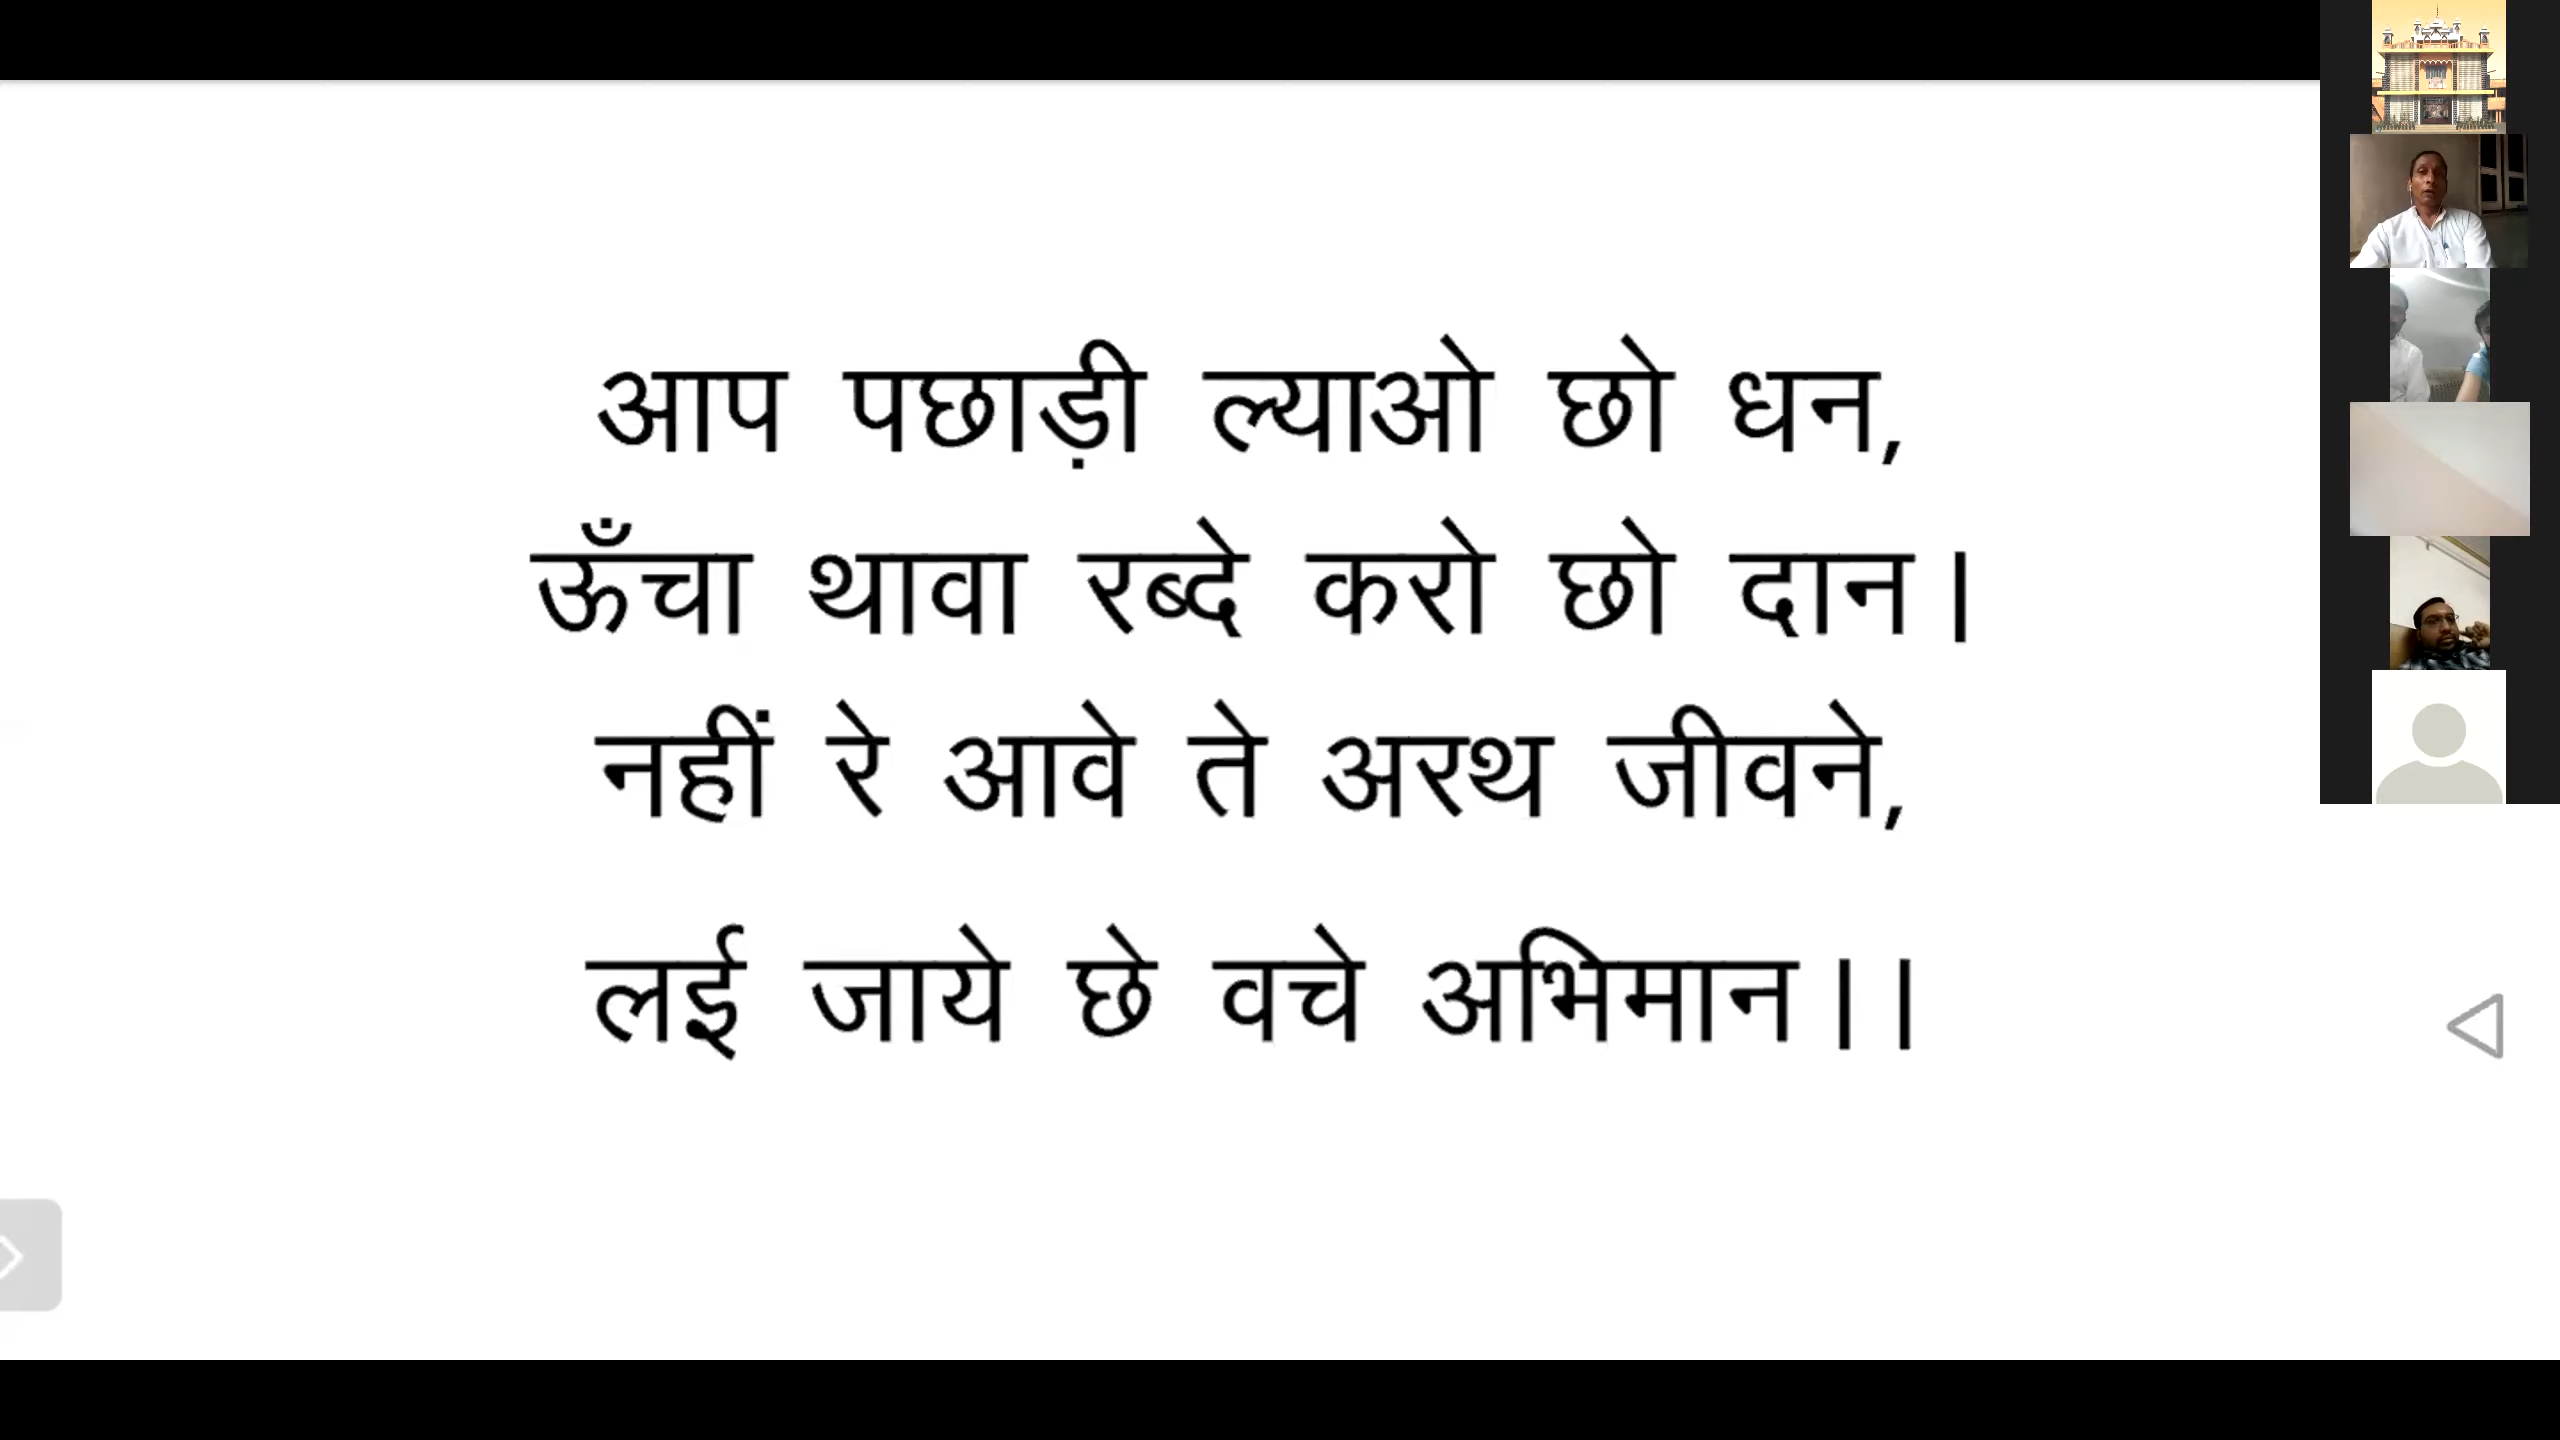 आप पछाड़ी ल्याओ छो धन,
ऊँचा थावा रब्दे करो छो दान।
नहीं रे आवे ते अरथ जीवने,
लई जाये छे वचे अभिमान।।